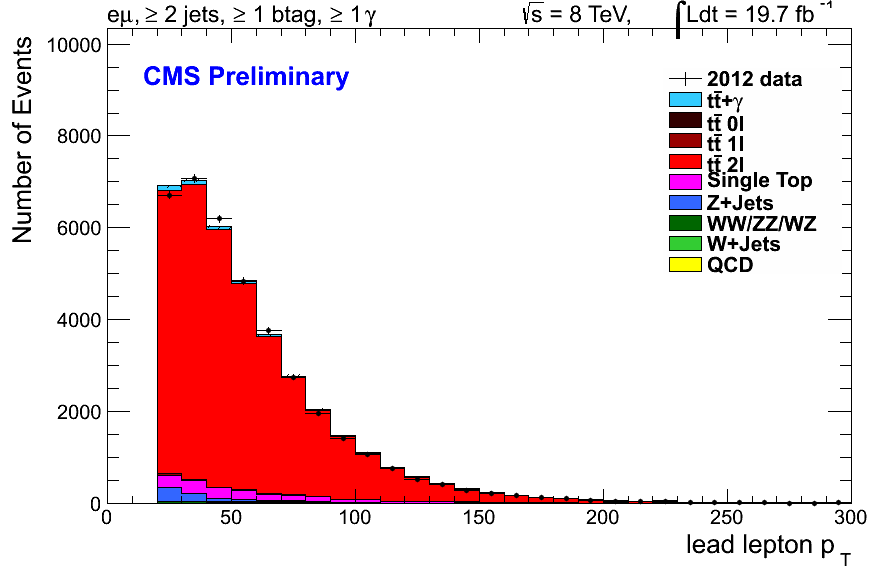 eμ, ≥ 2 jets, ≥ 1 btag, ≥ 1 γ
√s = 8 TeV, ∫Ldt = 19.7 fb⁻¹
CMS Preliminary
2012 data
tt̄+γ
tt̄ 0l
tt̄ 1l
tt̄ 2l
Single Top
Z+Jets
WW/ZZ/WZ
W+Jets
QCD
Number of Events
10000
8000
6000
4000
2000
0
0 50 100 150 200 250 300
lead lepton p_T